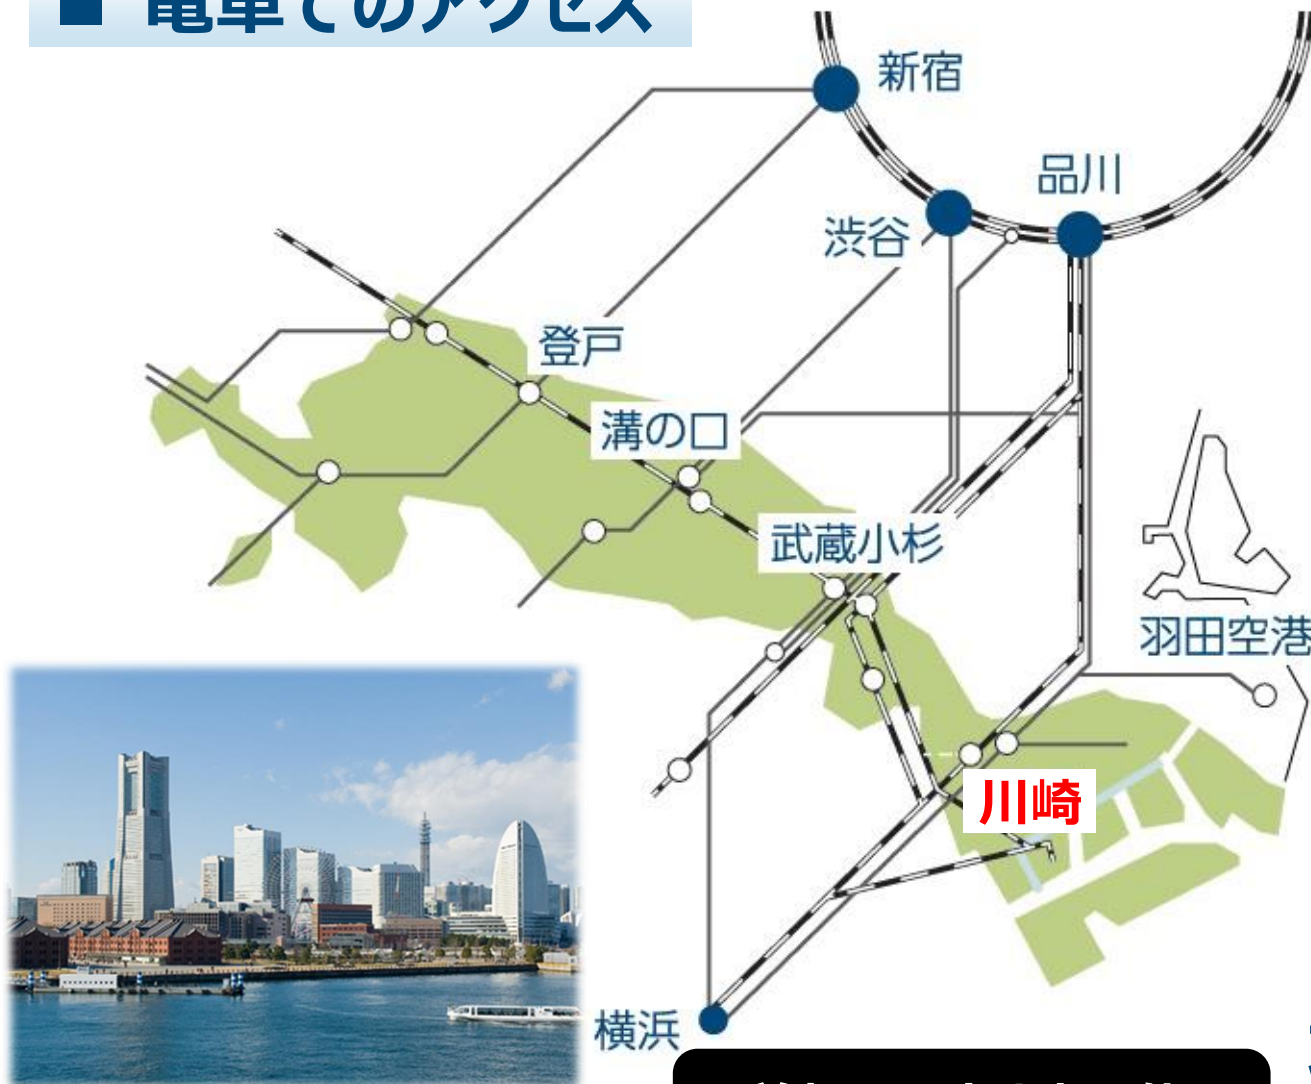 ■ 電車でのアクセス
新宿
品川
渋谷
登戸
溝の口
武蔵小杉
羽田空港
川崎
横浜